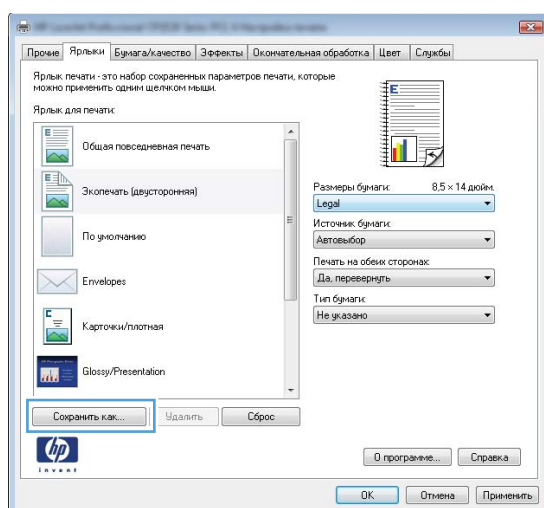 Прочие Ярлыки Бумага/качество Эффекты Окончательная обработка Цвет Службы
Ярлык печати - это набор сохраненных параметров печати, которые
можно применить одним щелчком мыши.
Ярлык для печати:
Общая повседневная печать
Экопечать (двусторонняя)
По умолчанию
Envelopes
Карточки/плотная
Glossy/Presentation
Размеры бумаги: 8,5 × 14 дюйм.
Legal
Источник бумаги:
Автовыбор
Печать на обеих сторонах:
Да, перевернуть
Тип бумаги:
Не указано
Сохранить как... Удалить Сброс
hp
invent
О программе... Справка
OK Отмена Применить